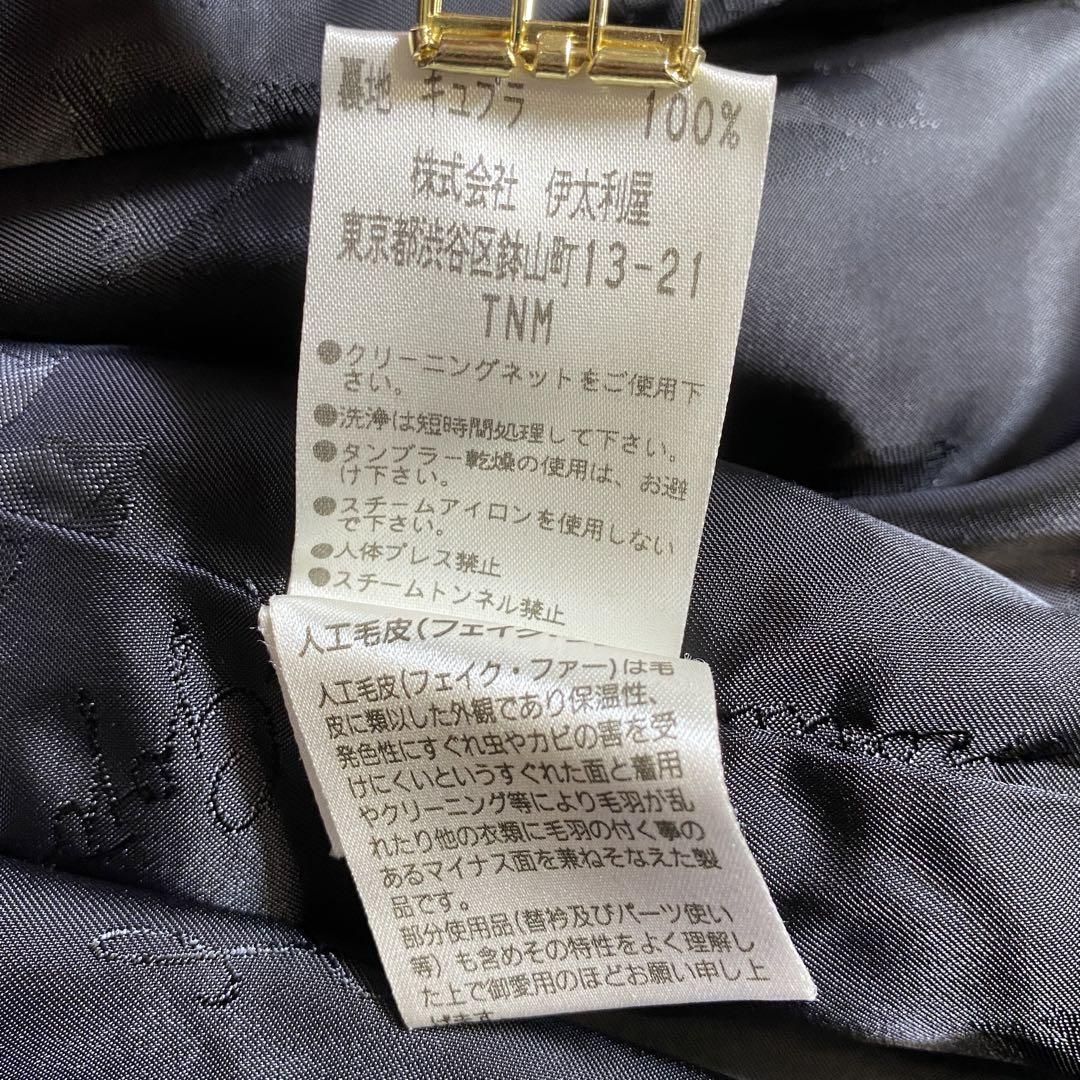 裏地 キュプラ 100%
株式会社 伊太利屋
東京都渋谷区鉢山町13-21
TNM
●クリーニングネットをご使用下
さい。
●洗浄は短時間処理して下さい。
●タンブラー乾燥の使用は、お避
け下さい。
●スチームアイロンを使用しない
で下さい。
●人体プレス禁止
●スチームトンネル禁止
人工毛皮(フェイク・
人工毛皮(フェイク・ファー)は毛
皮に類以した外観であり保温性、
発色性にすぐれ虫やカビの害を受
けにくいというすぐれた面と着用
やクリーニング等により毛羽が乱
れたり他の衣類に毛羽の付く事の
あるマイナス面を兼ねそなえた製
品です。
部分使用品(替衿及びパーツ使い
等)も含めその特性をよく理解し
た上で御愛用のほどお願い申し上
げます。